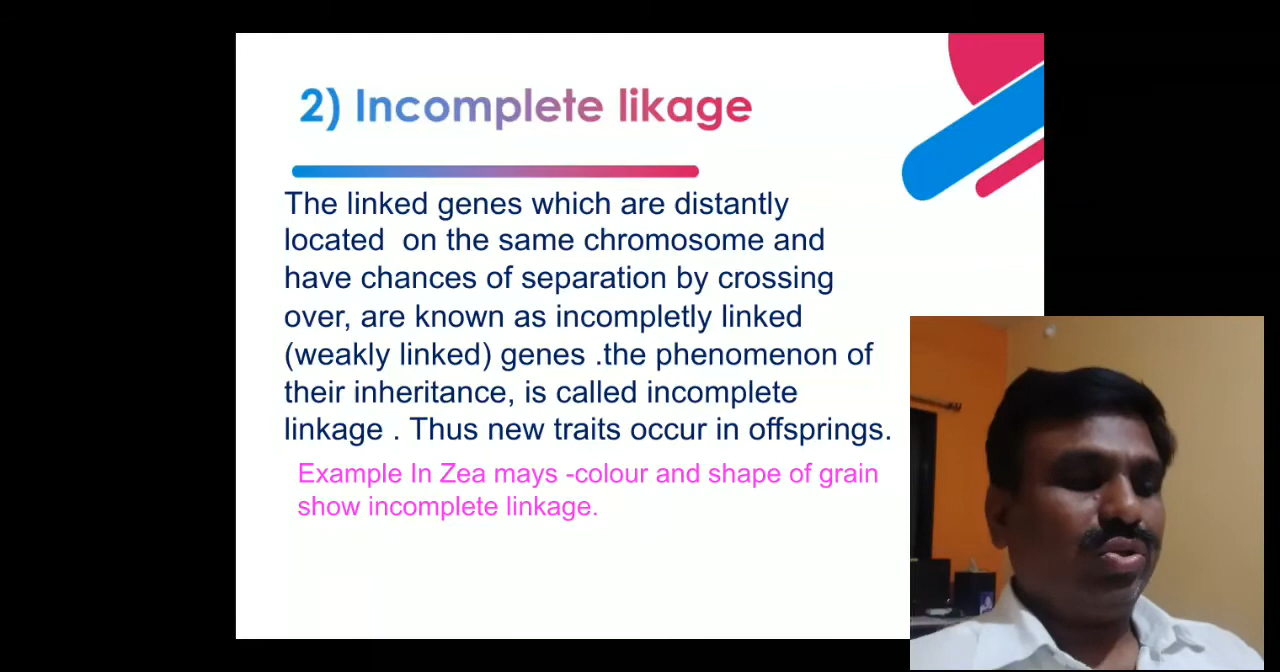 2) Incomplete likage
The linked genes which are distantly
located on the same chromosome and
have chances of separation by crossing
over, are known as incompletly linked
(weakly linked) genes .the phenomenon of
their inheritance, is called incomplete
linkage . Thus new traits occur in offsprings.
Example In Zea mays -colour and shape of grain
show incomplete linkage.